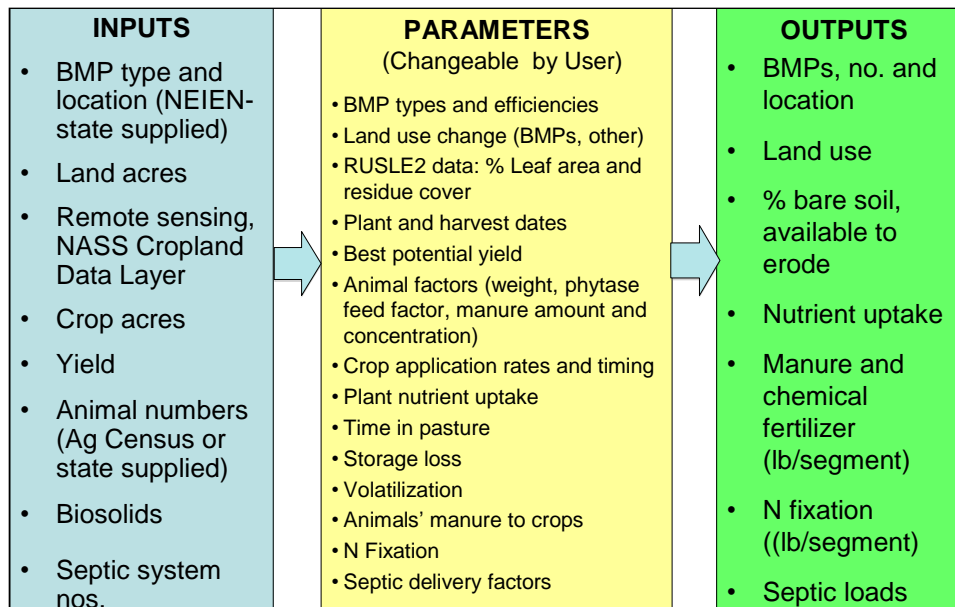 INPUTS
• BMP type and
location (NEIEN-
state supplied)
• Land acres
• Remote sensing,
NASS Cropland
Data Layer
• Crop acres
• Yield
• Animal numbers
(Ag Census or
state supplied)
• Biosolids
• Septic system
nos.
PARAMETERS
(Changeable by User)
• BMP types and efficiencies
• Land use change (BMPs, other)
• RUSLE2 data: % Leaf area and
residue cover
• Plant and harvest dates
• Best potential yield
• Animal factors (weight, phytase
feed factor, manure amount and
concentration)
• Crop application rates and timing
• Plant nutrient uptake
• Time in pasture
• Storage loss
• Volatilization
• Animals’ manure to crops
• N Fixation
• Septic delivery factors
OUTPUTS
• BMPs, no. and
location
• Land use
• % bare soil,
available to
erode
• Nutrient uptake
• Manure and
chemical
fertilizer
(lb/segment)
• N fixation
((lb/segment)
• Septic loads